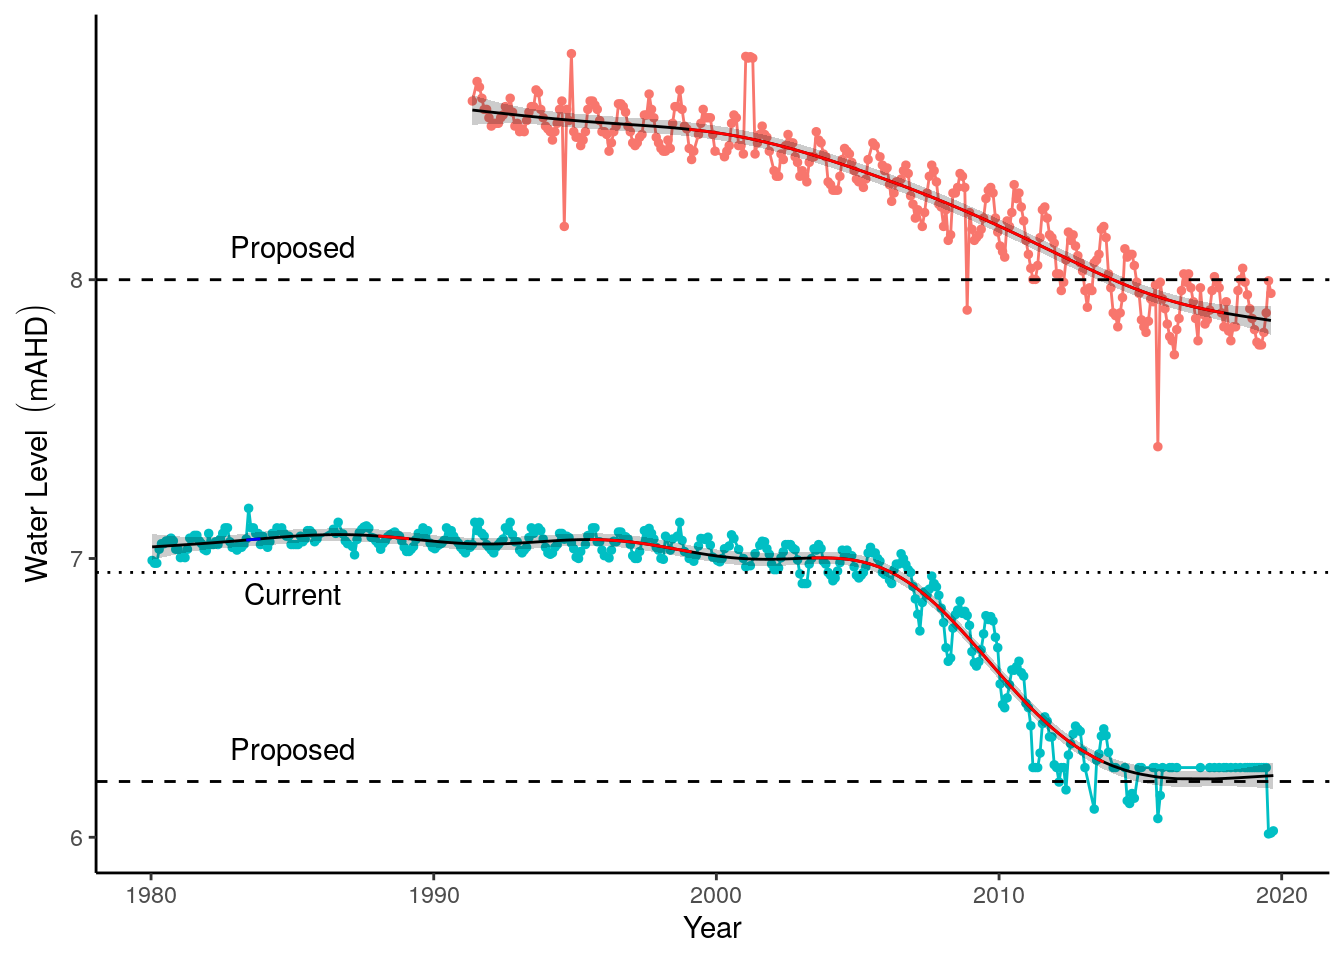 Proposed
8
Water Level (mAHD)
7
Current
Proposed
6
1980 1990 2000 2010 2020
Year